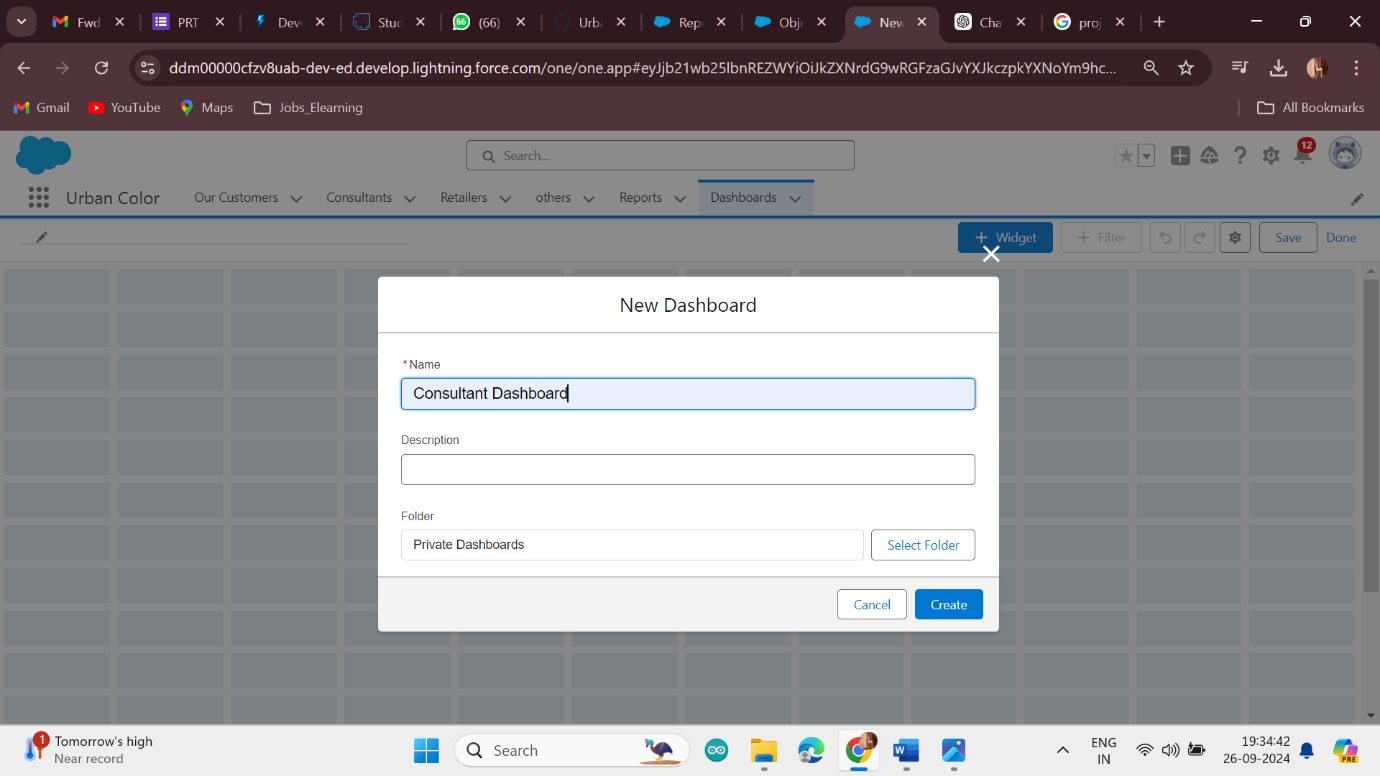 Fwd
PRT
Dev
Stud
(66)
Urb
Rep
Obj
New
Cha
proj
ddm00000cfzv8uab-dev-ed.develop.lightning.force.com/one/one.app#eyJjb21wb25lbnREZWYiOiJkZXNrdG9wRGFzaGJvYXJkczpkYXNoYm9hc...
Gmail
YouTube
Maps
Jobs_Elearning
All Bookmarks
Search...
12
Urban Color
Our Customers
Consultants
Retailers
others
Reports
Dashboards
+ Widget
+ Filter
Save
Done
New Dashboard
* Name
Consultant Dashboard
Description
Folder
Private Dashboards
Select Folder
Cancel
Create
1
Tomorrow's high
Near record
Search
ENG
IN
19:34:42
26-09-2024
PRE